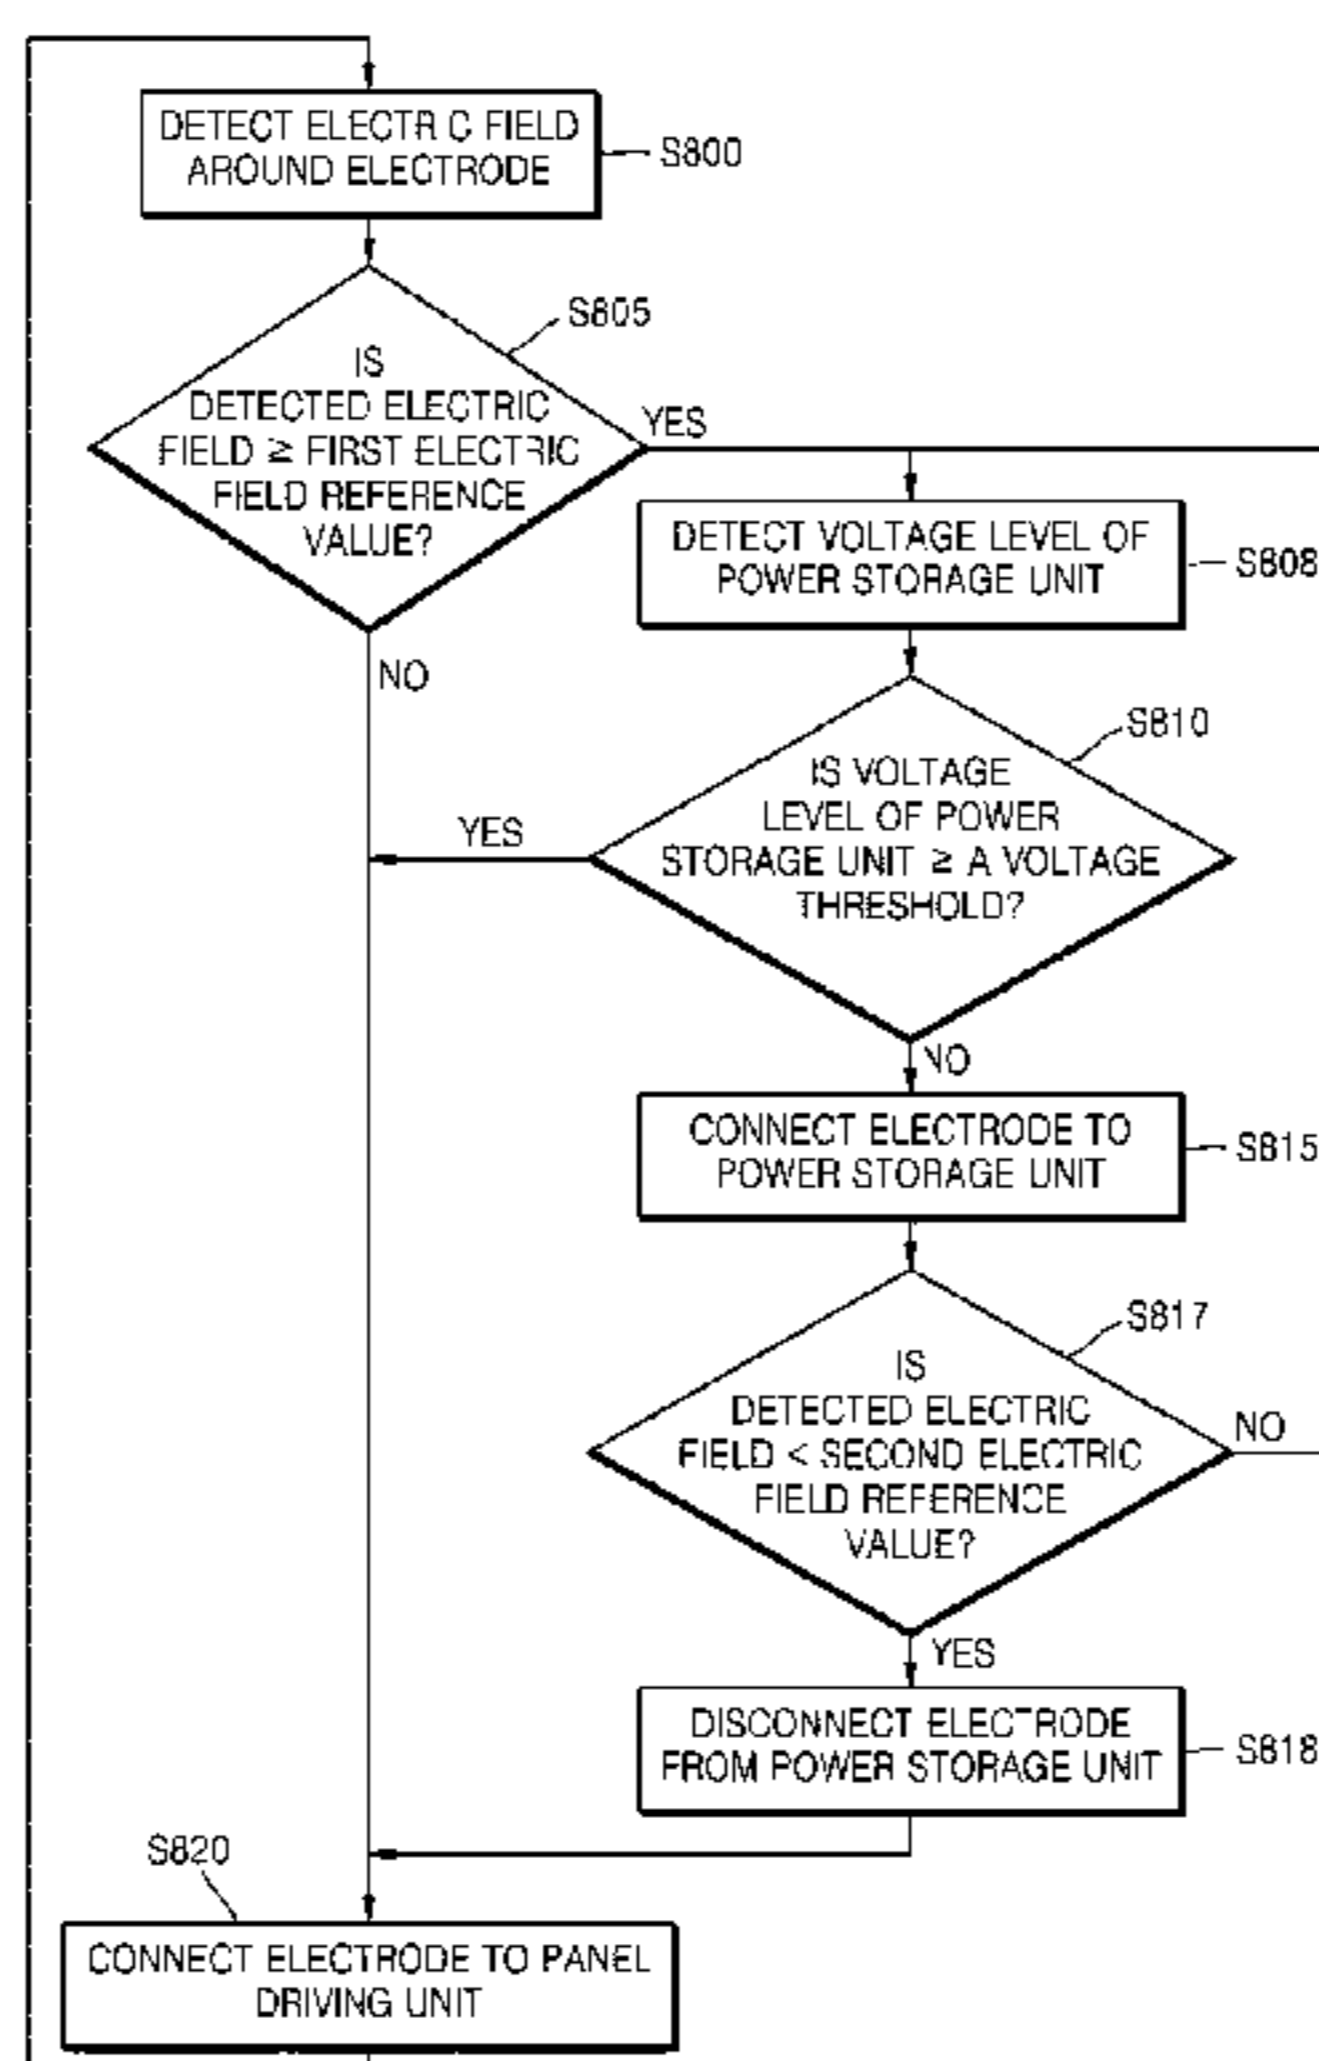 DETECT ELECTRIC FIELD
AROUND ELECTRODE
S800
S805
IS
DETECTED ELECTRIC
FIELD ≥ FIRST ELECTRIC
FIELD REFERENCE
VALUE?
YES
NO
DETECT VOLTAGE LEVEL OF
POWER STORAGE UNIT
S808
S810
IS VOLTAGE
LEVEL OF POWER
STORAGE UNIT ≥ A VOLTAGE
THRESHOLD?
YES
NO
CONNECT ELECTRODE TO
POWER STORAGE UNIT
S815
S817
IS
DETECTED ELECTRIC
FIELD < SECOND ELECTRIC
FIELD REFERENCE
VALUE?
NO
YES
DISCONNECT ELECTRODE
FROM POWER STORAGE UNIT
S818
S820
CONNECT ELECTRODE TO PANEL
DRIVING UNIT